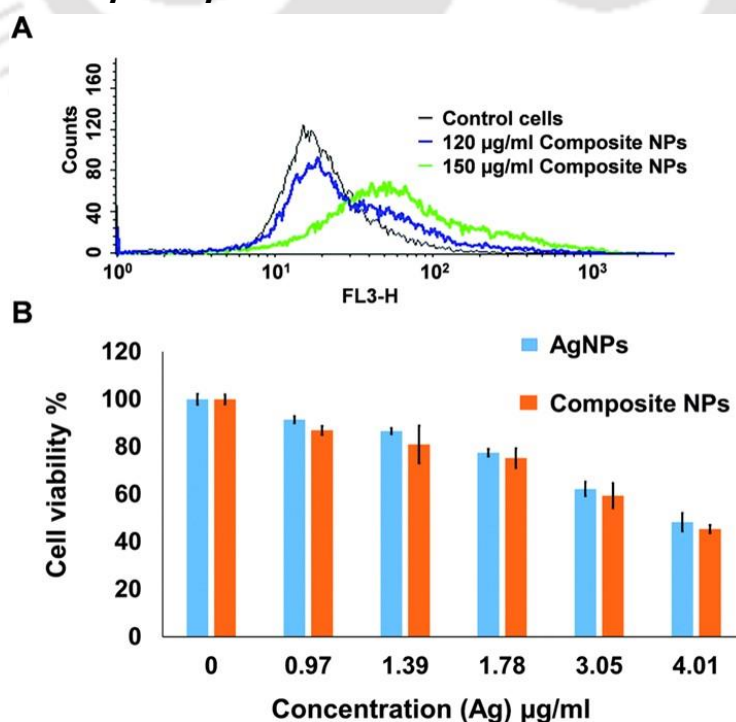 A
160
120
80
40
0
Counts
Control cells
120 µg/ml Composite NPs
150 µg/ml Composite NPs
10⁰ 10¹ 10² 10³
FL3-H
B
120
100
80
60
40
20
0
Cell viability %
AgNPs
Composite NPs
0 0.97 1.39 1.78 3.05 4.01
Concentration (Ag) µg/ml